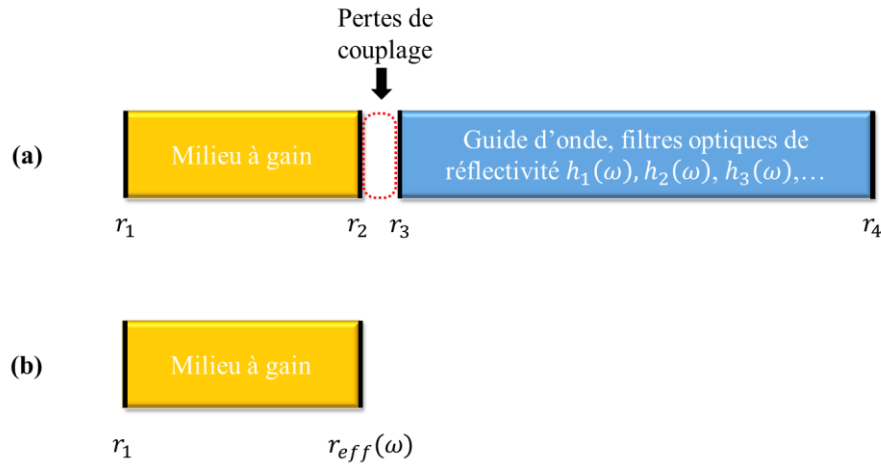 Pertes de
couplage
(a)
Milieu à gain
Guide d'onde, filtres optiques de
réflectivité h₁(ω), h₂(ω), h₃(ω),...
r₁
r₂
r₃
r₄
(b)
Milieu à gain
r₁
r_eff(ω)